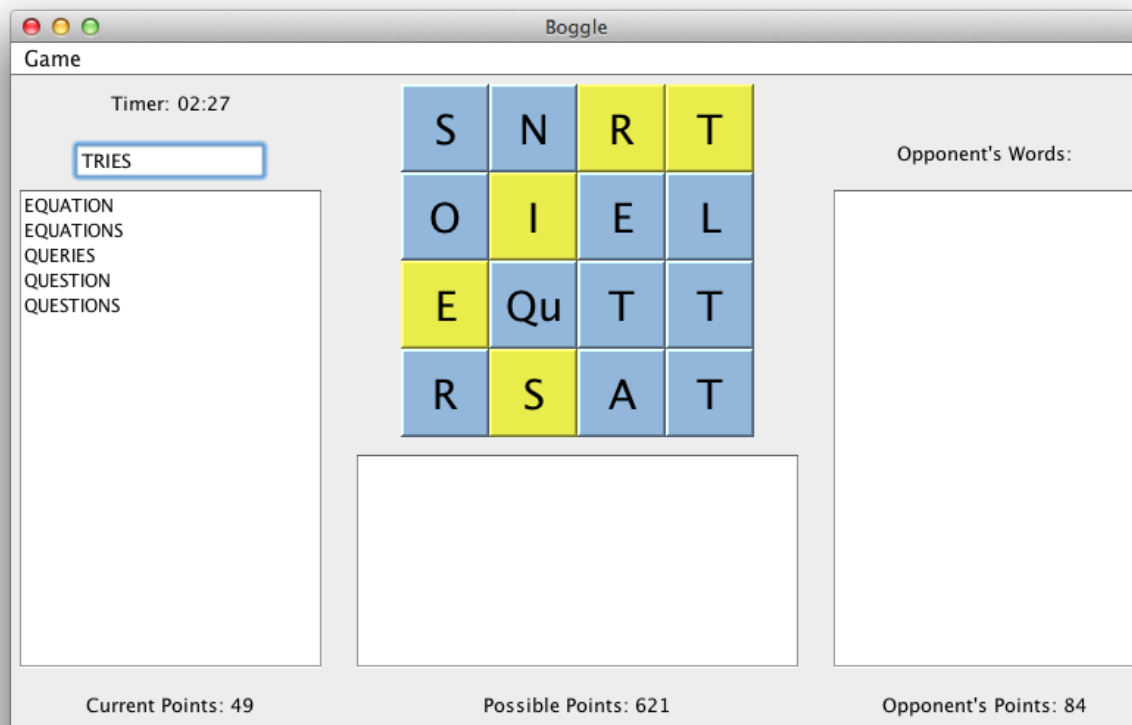 Boggle
Game
Timer: 02:27
TRIES
EQUATION
EQUATIONS
QUERIES
QUESTION
QUESTIONS
S N R T
O I E L
E Qu T T
R S A T
Opponent's Words:
Current Points: 49
Possible Points: 621
Opponent's Points: 84